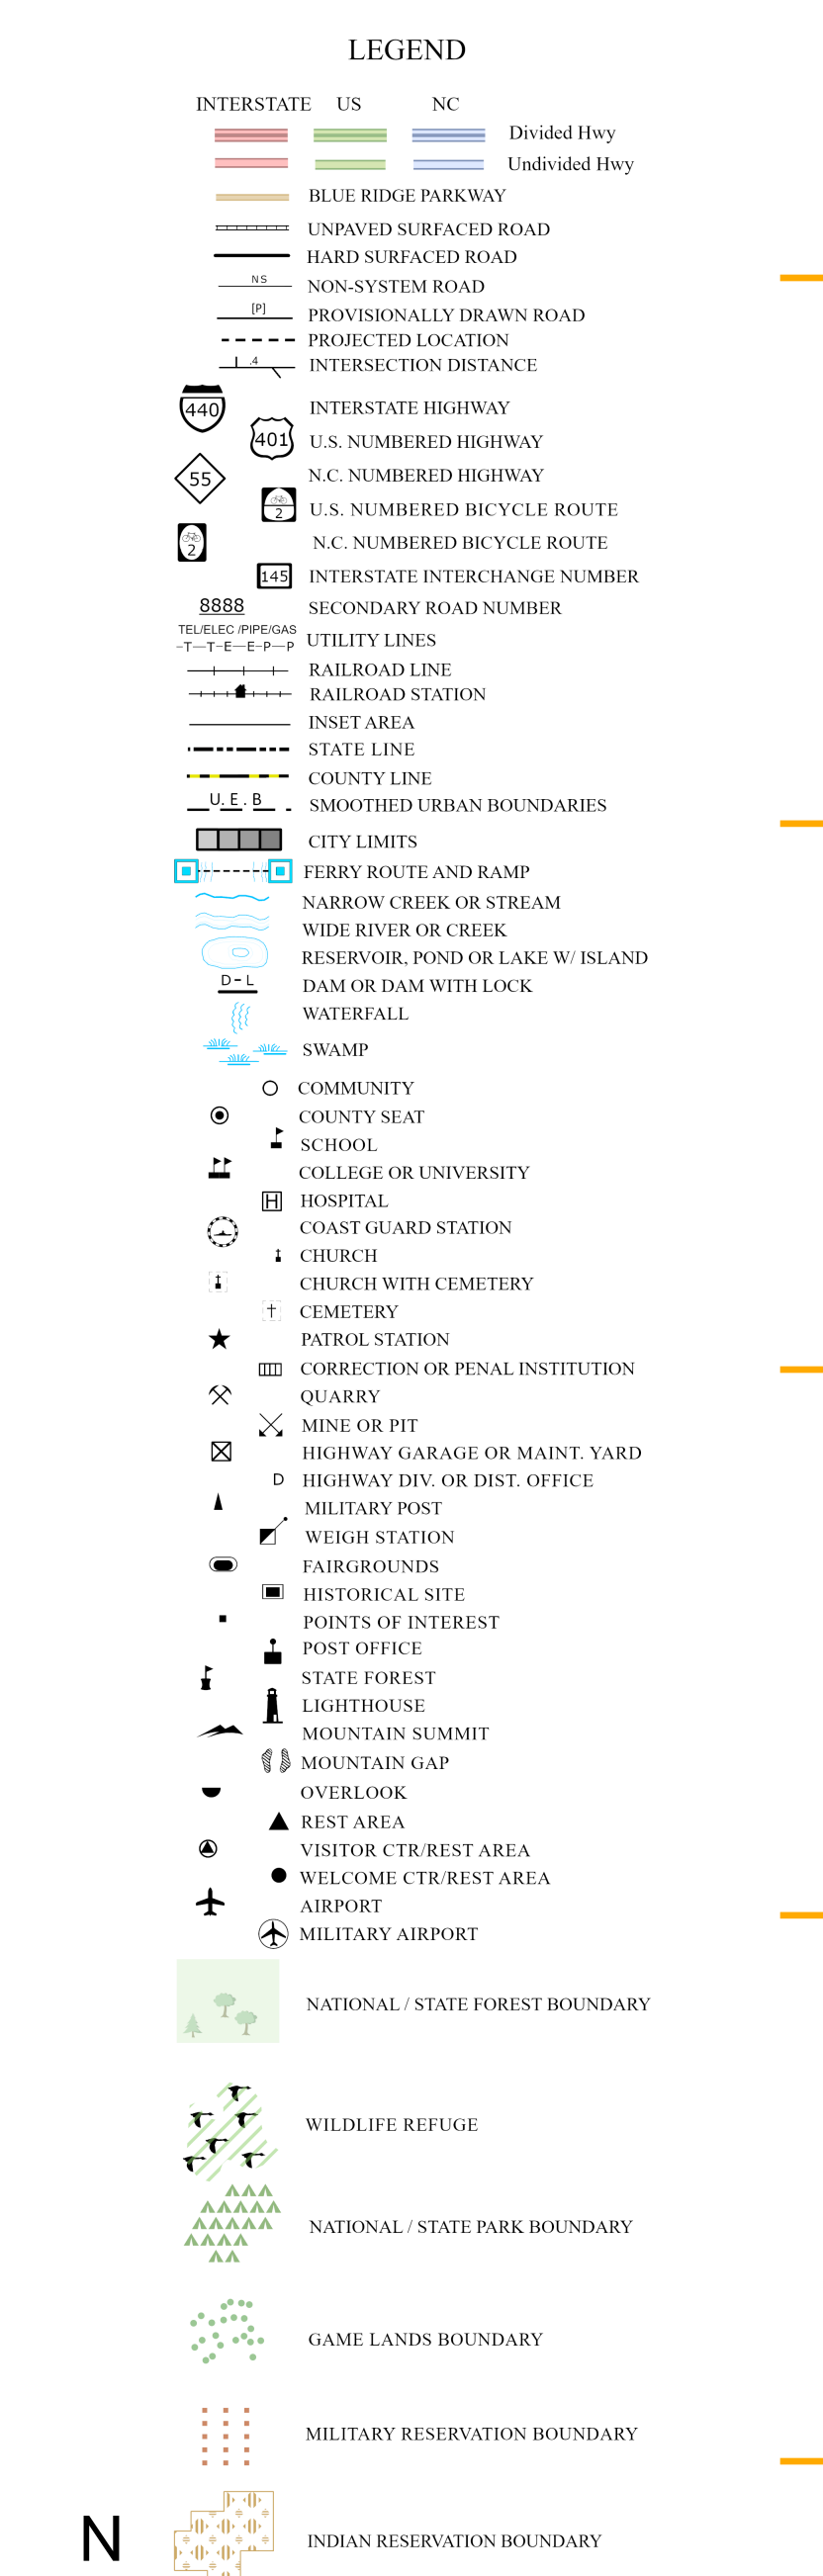 LEGEND
INTERSTATE US NC
Divided Hwy
Undivided Hwy
BLUE RIDGE PARKWAY
UNPAVED SURFACED ROAD
HARD SURFACED ROAD
NS NON-SYSTEM ROAD
[P] PROVISIONALLY DRAWN ROAD
PROJECTED LOCATION
.4 INTERSECTION DISTANCE
440 INTERSTATE HIGHWAY
401 U.S. NUMBERED HIGHWAY
55 N.C. NUMBERED HIGHWAY
2 U.S. NUMBERED BICYCLE ROUTE
2 N.C. NUMBERED BICYCLE ROUTE
145 INTERSTATE INTERCHANGE NUMBER
8888 SECONDARY ROAD NUMBER
TEL/ELEC /PIPE/GAS
–T––T–E––E–P––P UTILITY LINES
RAILROAD LINE
RAILROAD STATION
INSET AREA
STATE LINE
COUNTY LINE
U. E. B SMOOTHED URBAN BOUNDARIES
CITY LIMITS
FERRY ROUTE AND RAMP
NARROW CREEK OR STREAM
WIDE RIVER OR CREEK
RESERVOIR, POND OR LAKE W/ ISLAND
D-L DAM OR DAM WITH LOCK
WATERFALL
SWAMP
COMMUNITY
COUNTY SEAT
SCHOOL
COLLEGE OR UNIVERSITY
H HOSPITAL
COAST GUARD STATION
CHURCH
CHURCH WITH CEMETERY
CEMETERY
PATROL STATION
CORRECTION OR PENAL INSTITUTION
QUARRY
MINE OR PIT
HIGHWAY GARAGE OR MAINT. YARD
D HIGHWAY DIV. OR DIST. OFFICE
MILITARY POST
WEIGH STATION
FAIRGROUNDS
HISTORICAL SITE
POINTS OF INTEREST
POST OFFICE
STATE FOREST
LIGHTHOUSE
MOUNTAIN SUMMIT
MOUNTAIN GAP
OVERLOOK
REST AREA
VISITOR CTR/REST AREA
WELCOME CTR/REST AREA
AIRPORT
MILITARY AIRPORT
NATIONAL / STATE FOREST BOUNDARY
WILDLIFE REFUGE
NATIONAL / STATE PARK BOUNDARY
GAME LANDS BOUNDARY
MILITARY RESERVATION BOUNDARY
N INDIAN RESERVATION BOUNDARY